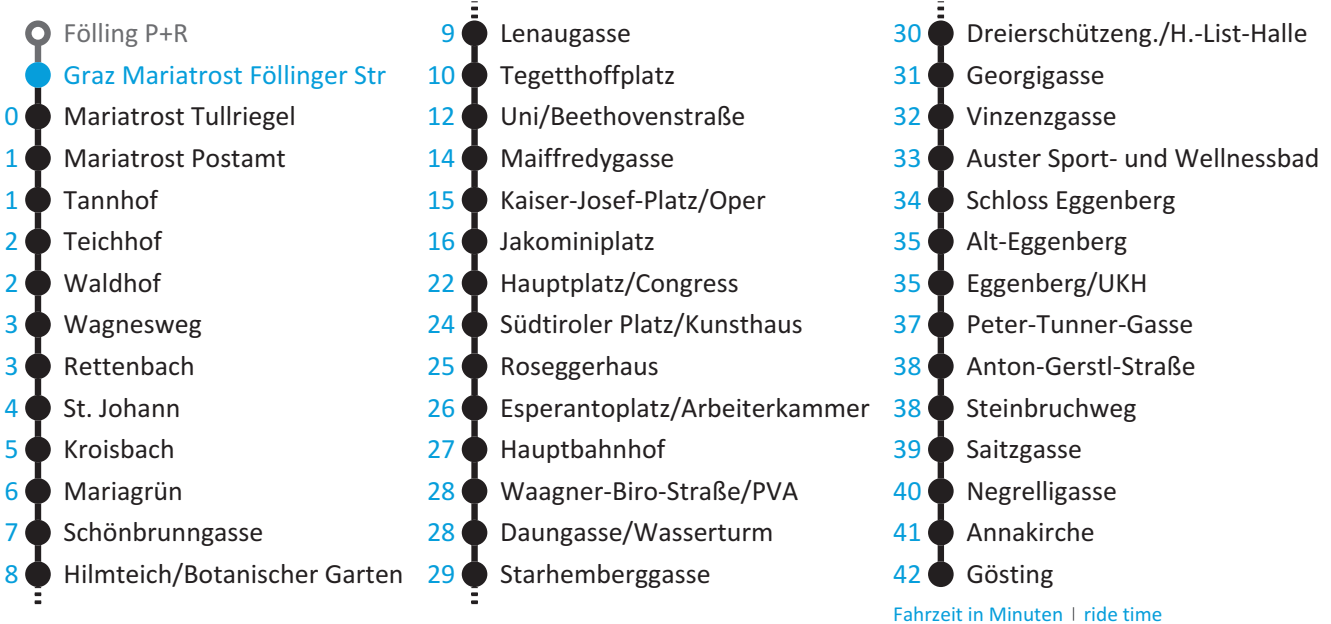 Fölling P+R
Graz Mariatrost Föllinger Str
0 Mariatrost Tullriegel
1 Mariatrost Postamt
1 Tannhof
2 Teichhof
2 Waldhof
3 Wagnesweg
3 Rettenbach
4 St. Johann
5 Kroisbach
6 Mariagrün
7 Schönbrunngasse
8 Hilmteich/Botanischer Garten
9 Lenaugasse
10 Tegetthoffplatz
12 Uni/Beethovenstraße
14 Maiffredygasse
15 Kaiser-Josef-Platz/Oper
16 Jakominiplatz
22 Hauptplatz/Congress
24 Südtiroler Platz/Kunsthaus
25 Roseggerhaus
26 Esperantoplatz/Arbeiterkammer
27 Hauptbahnhof
28 Waagner-Biro-Straße/PVA
28 Daungasse/Wasserturm
29 Starhemberggasse
30 Dreierschützeng./H.-List-Halle
31 Georgigasse
32 Vinzenzgasse
33 Auster Sport- und Wellnessbad
34 Schloss Eggenberg
35 Alt-Eggenberg
35 Eggenberg/UKH
37 Peter-Tunner-Gasse
38 Anton-Gerstl-Straße
38 Steinbruchweg
39 Saitzgasse
40 Negrelligasse
41 Annakirche
42 Gösting
Fahrzeit in Minuten | ride time